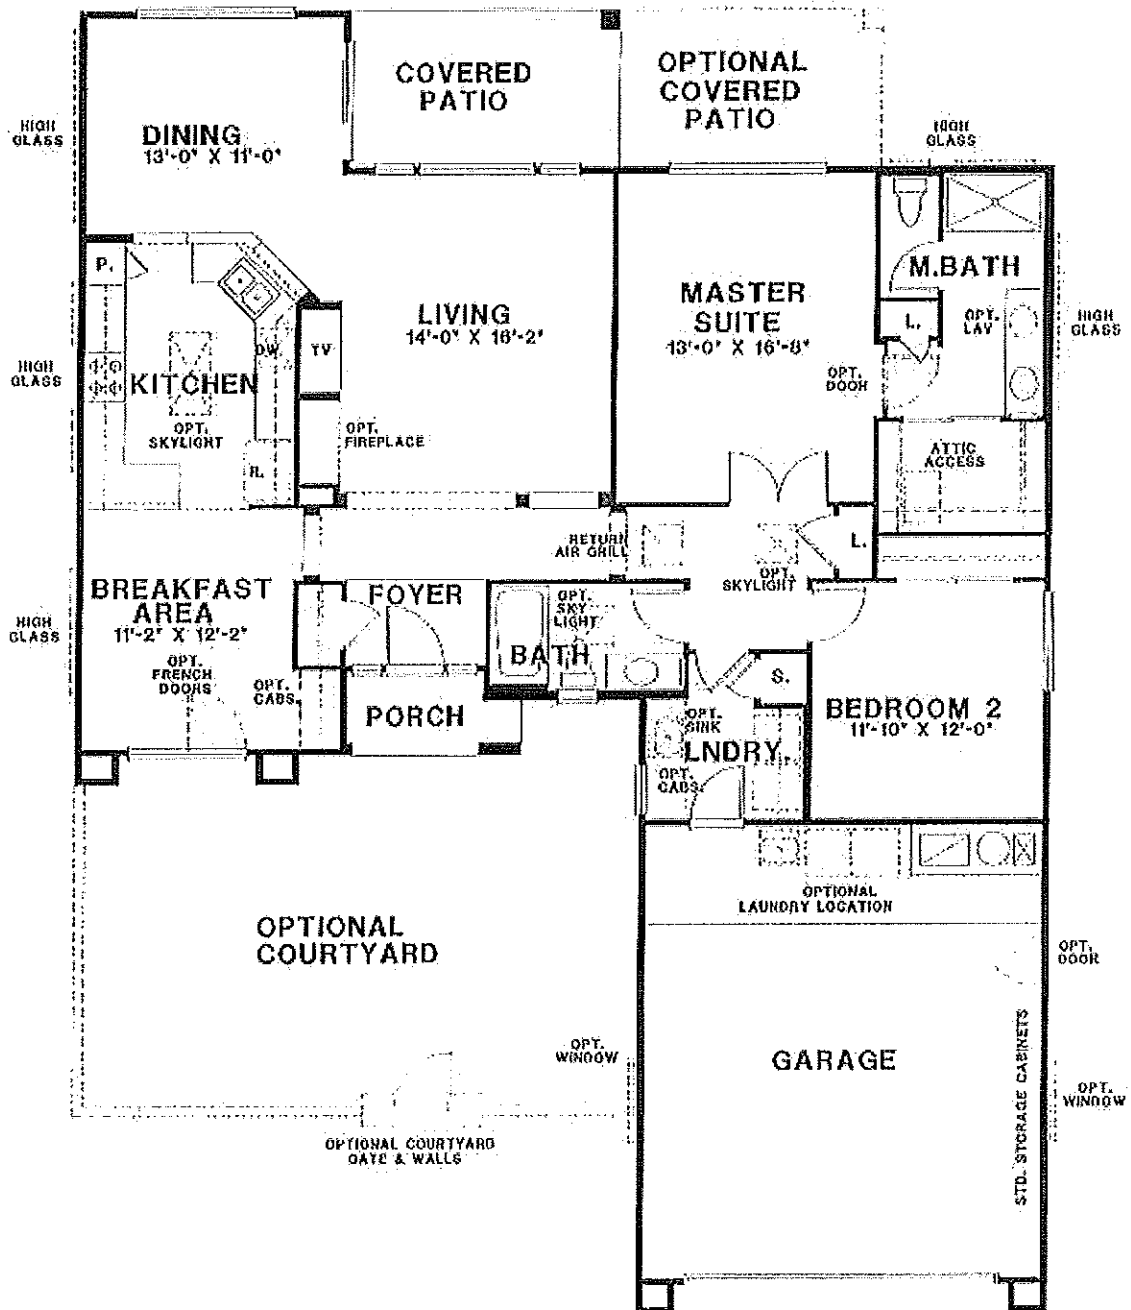 COVERED
PATIO
OPTIONAL
COVERED
PATIO
HIGH
GLASS
DINING
13'-0" X 11'-0"
HIGH
GLASS
P.
M.BATH
LIVING
14'-0" X 16'-2"
MASTER
SUITE
13'-0" X 16'-8"
L.
OPT.
LAV
HIGH
GLASS
D.W.
TV
HIGH
GLASS
KITCHEN
OPT.
SKYLIGHT
OPT.
DOOR
OPT.
FIREPLACE
R.
ATTIC
ACCESS
RETURN
AIR GRILL
L.
OPT.
SKYLIGHT
BREAKFAST
AREA
11'-2" X 12'-2"
FOYER
OPT.
SKY
LIGHT
BATH
HIGH
GLASS
OPT.
FRENCH
DOORS
OPT.
CABS.
PORCH
S.
OPT.
SINK
LNDRY.
OPT.
CABS.
BEDROOM 2
11'-10" X 12'-0"
OPTIONAL
LAUNDRY LOCATION
OPTIONAL
COURTYARD
OPT.
DOOR
OPT.
WINDOW
GARAGE
STD. STORAGE CABINETS
OPT.
WINDOW
OPTIONAL COURTYARD
GATE & WALLS